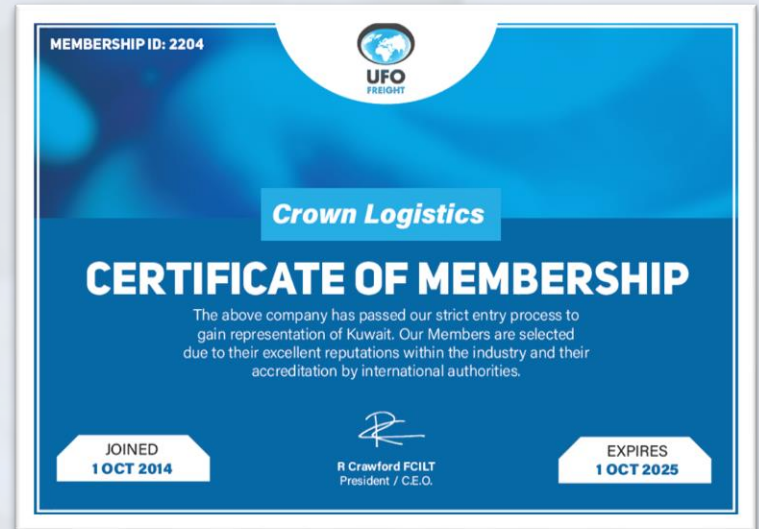 MEMBERSHIP ID: 2204
UFO
FREIGHT
Crown Logistics
CERTIFICATE OF MEMBERSHIP
The above company has passed our strict entry process to
gain representation of Kuwait. Our Members are selected
due to their excellent reputations within the industry and their
accreditation by international authorities.
JOINED
1 OCT 2014
R Crawford FCILT
President / C.E.O.
EXPIRES
1 OCT 2025